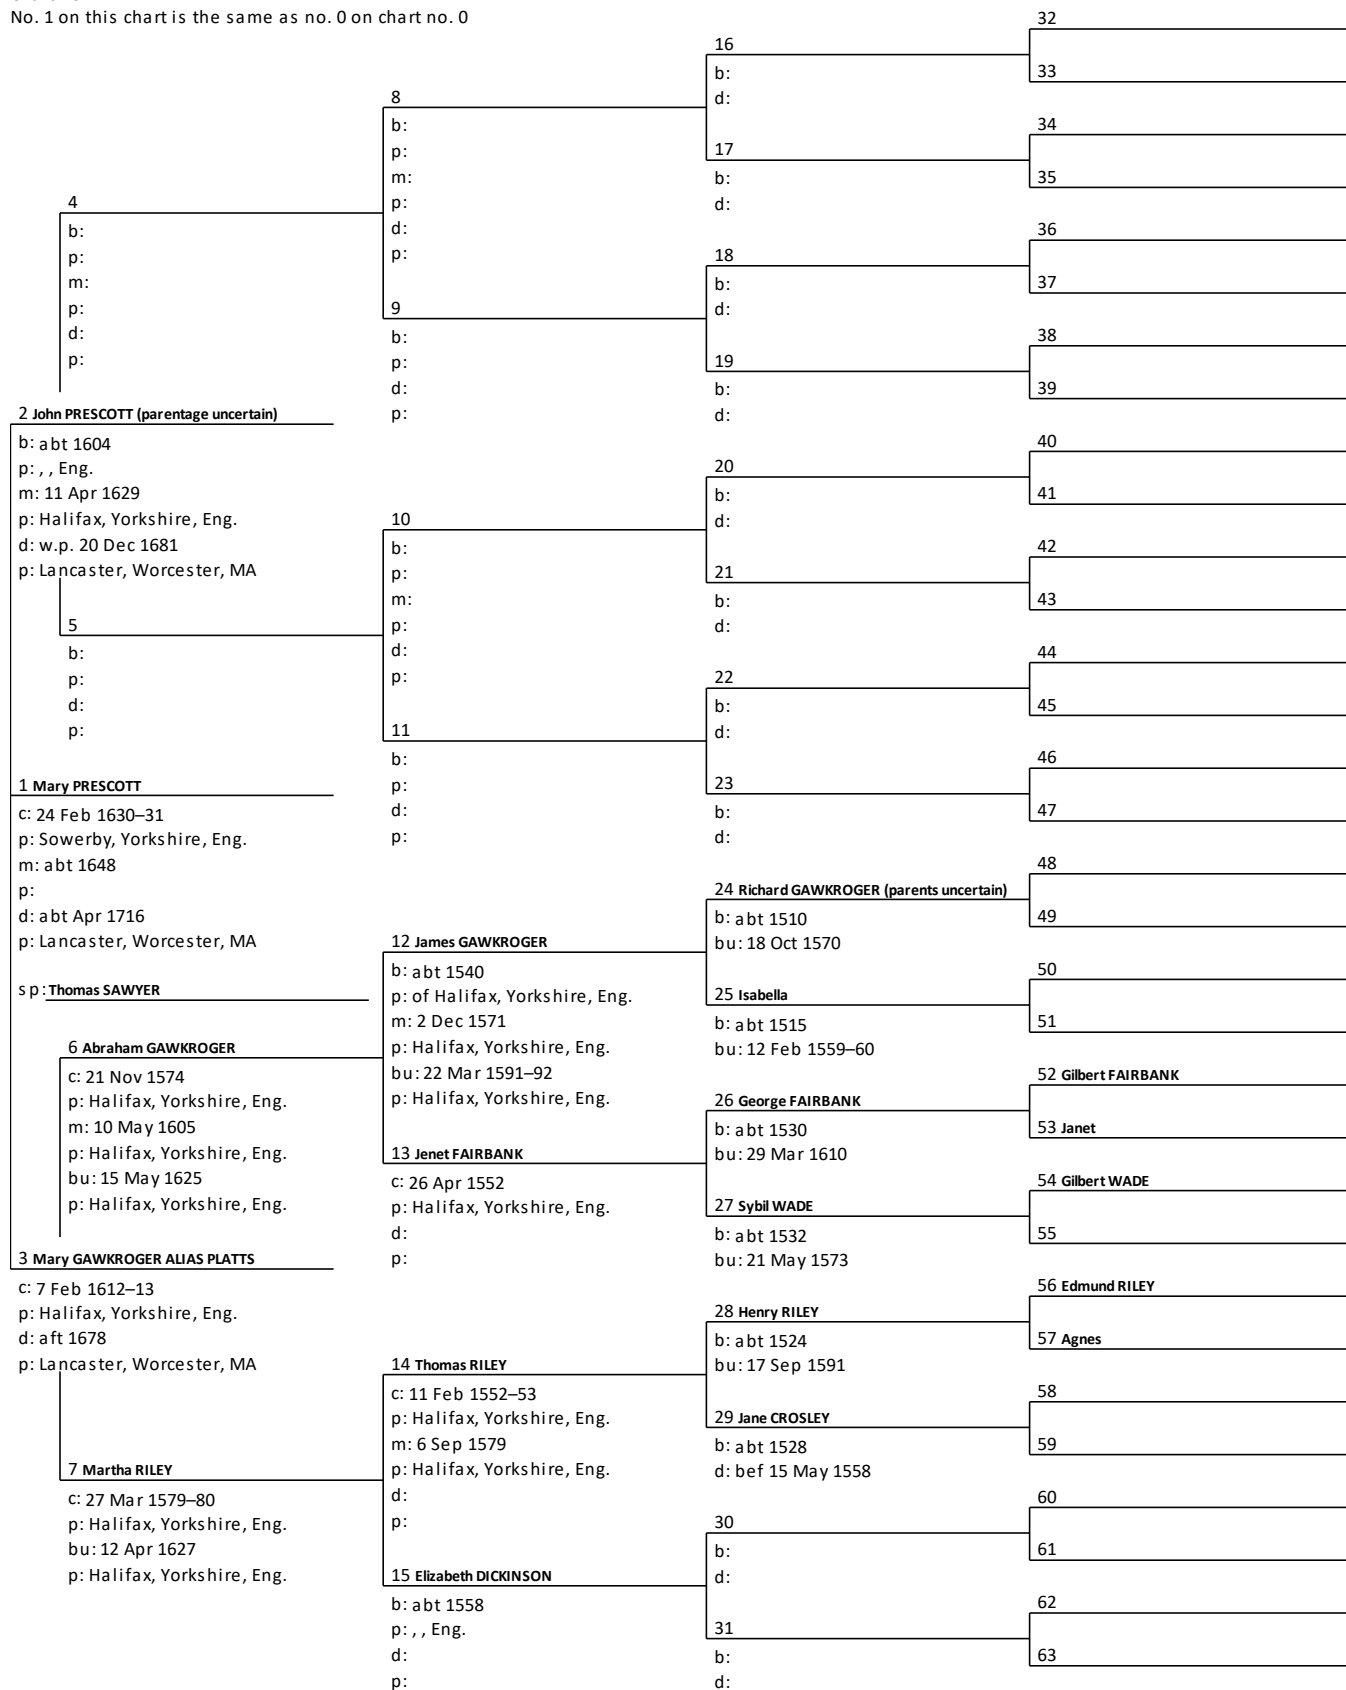 No. 1 on this chart is the same as no. 0 on chart no. 0
1 Mary PRESCOTT
c: 24 Feb 1630–31
p: Sowerby, Yorkshire, Eng.
m: abt 1648
p:
d: abt Apr 1716
p: Lancaster, Worcester, MA
sp: Thomas SAWYER
2 John PRESCOTT (parentage uncertain)
b: abt 1604
p: , , Eng.
m: 11 Apr 1629
p: Halifax, Yorkshire, Eng.
d: w.p. 20 Dec 1681
p: Lancaster, Worcester, MA
3 Mary GAWKROGER ALIAS PLATTS
c: 7 Feb 1612–13
p: Halifax, Yorkshire, Eng.
d: aft 1678
p: Lancaster, Worcester, MA
4
b:
p:
m:
p:
d:
p:
5
b:
p:
d:
p:
6 Abraham GAWKROGER
c: 21 Nov 1574
p: Halifax, Yorkshire, Eng.
m: 10 May 1605
p: Halifax, Yorkshire, Eng.
bu: 15 May 1625
p: Halifax, Yorkshire, Eng.
7 Martha RILEY
c: 27 Mar 1579–80
p: Halifax, Yorkshire, Eng.
bu: 12 Apr 1627
p: Halifax, Yorkshire, Eng.
8
b:
p:
m:
p:
d:
p:
9
b:
p:
d:
p:
10
b:
p:
m:
p:
d:
p:
11
b:
p:
d:
p:
12 James GAWKROGER
b: abt 1540
p: of Halifax, Yorkshire, Eng.
m: 2 Dec 1571
p: Halifax, Yorkshire, Eng.
bu: 22 Mar 1591–92
p: Halifax, Yorkshire, Eng.
13 Jenet FAIRBANK
c: 26 Apr 1552
p: Halifax, Yorkshire, Eng.
d:
p:
14 Thomas RILEY
c: 11 Feb 1552–53
p: Halifax, Yorkshire, Eng.
m: 6 Sep 1579
p: Halifax, Yorkshire, Eng.
d:
p:
15 Elizabeth DICKINSON
b: abt 1558
p: , , Eng.
d:
p:
16
b:
d:
17
b:
d:
18
b:
d:
19
b:
d:
20
b:
d:
21
b:
d:
22
b:
d:
23
b:
d:
24 Richard GAWKROGER (parents uncertain)
b: abt 1510
bu: 18 Oct 1570
25 Isabella
b: abt 1515
bu: 12 Feb 1559–60
26 George FAIRBANK
b: abt 1530
bu: 29 Mar 1610
27 Sybil WADE
b: abt 1532
bu: 21 May 1573
28 Henry RILEY
b: abt 1524
bu: 17 Sep 1591
29 Jane CROSLEY
b: abt 1528
d: bef 15 May 1558
30
b:
d:
31
b:
d:
32
33
34
35
36
37
38
39
40
41
42
43
44
45
46
47
48
49
50
51
52 Gilbert FAIRBANK
53 Janet
54 Gilbert WADE
55
56 Edmund RILEY
57 Agnes
58
59
60
61
62
63